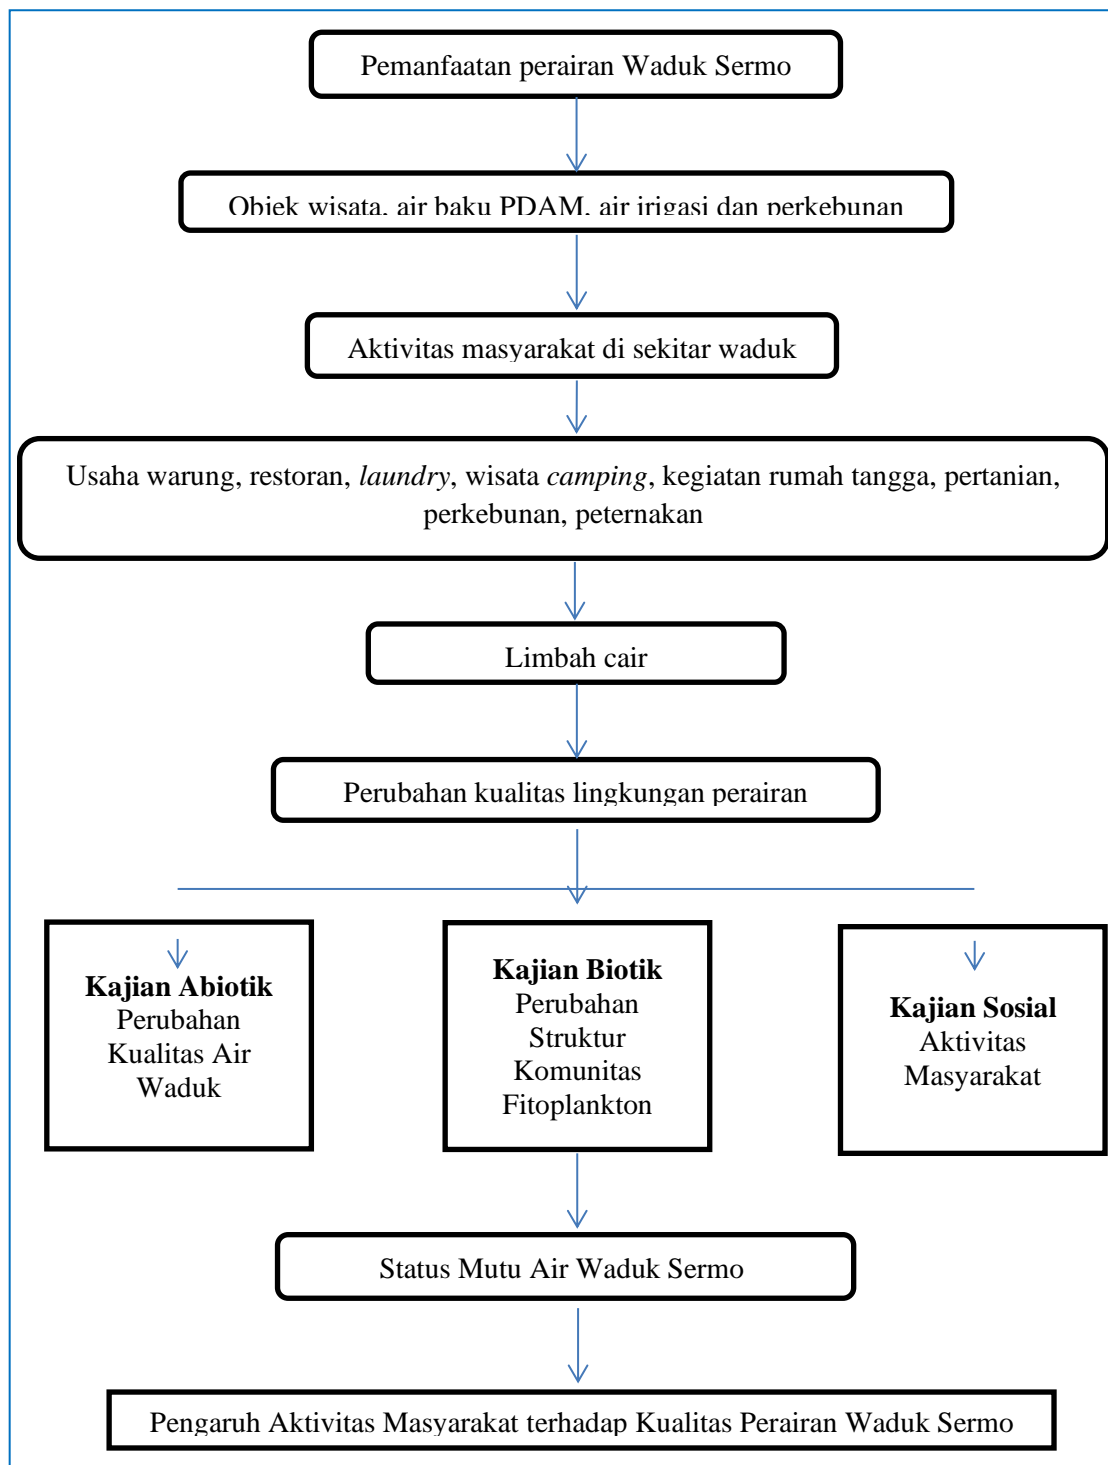 Pemanfaatan perairan Waduk Sermo
Objek wisata, air baku PDAM, air irigasi dan perkebunan
Aktivitas masyarakat di sekitar waduk
Usaha warung, restoran, laundry, wisata camping, kegiatan rumah tangga, pertanian,
perkebunan, peternakan
Limbah cair
Perubahan kualitas lingkungan perairan
Kajian Abiotik
Perubahan
Kualitas Air
Waduk
Kajian Biotik
Perubahan
Struktur
Komunitas
Fitoplankton
Kajian Sosial
Aktivitas
Masyarakat
Status Mutu Air Waduk Sermo
Pengaruh Aktivitas Masyarakat terhadap Kualitas Perairan Waduk Sermo